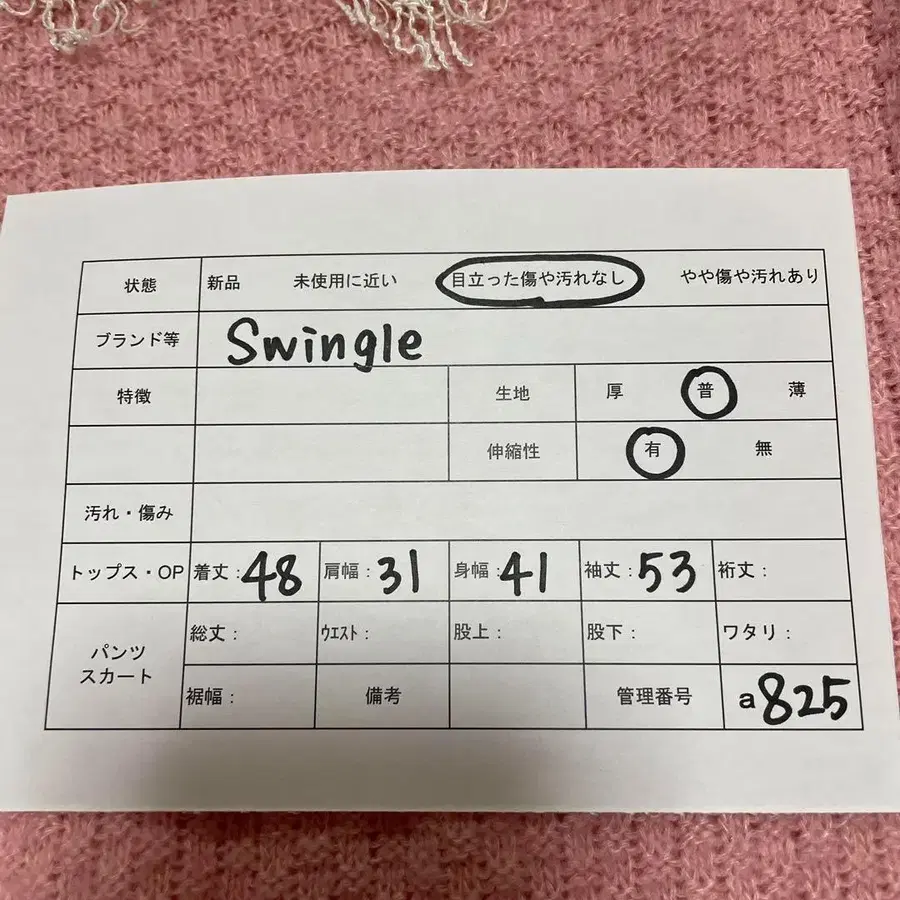 状態 新品 未使用に近い 目立った傷や汚れなし やや傷や汚れあり
ブランド等 Swingle
特徴 生地 厚 普 薄
伸縮性 有 無
汚れ・傷み
トップス・OP 着丈:48 肩幅:31 身幅:41 袖丈:53 裄丈:
パンツ スカート 総丈: ウエスト: 股上: 股下: ワタリ:
裾幅: 備考 管理番号 a825